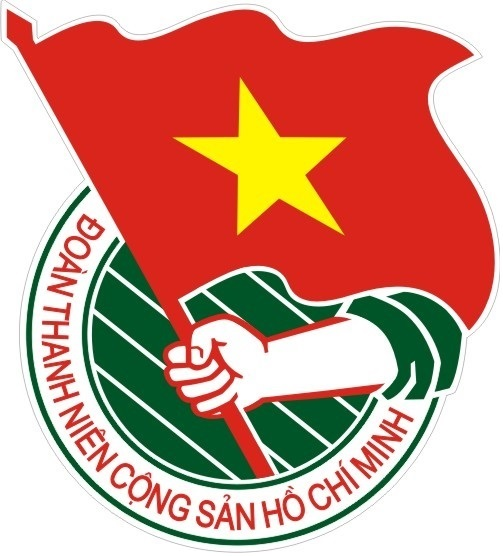 ĐOÀN THANH NIÊN CỘNG SẢN HỒ CHÍ MINH